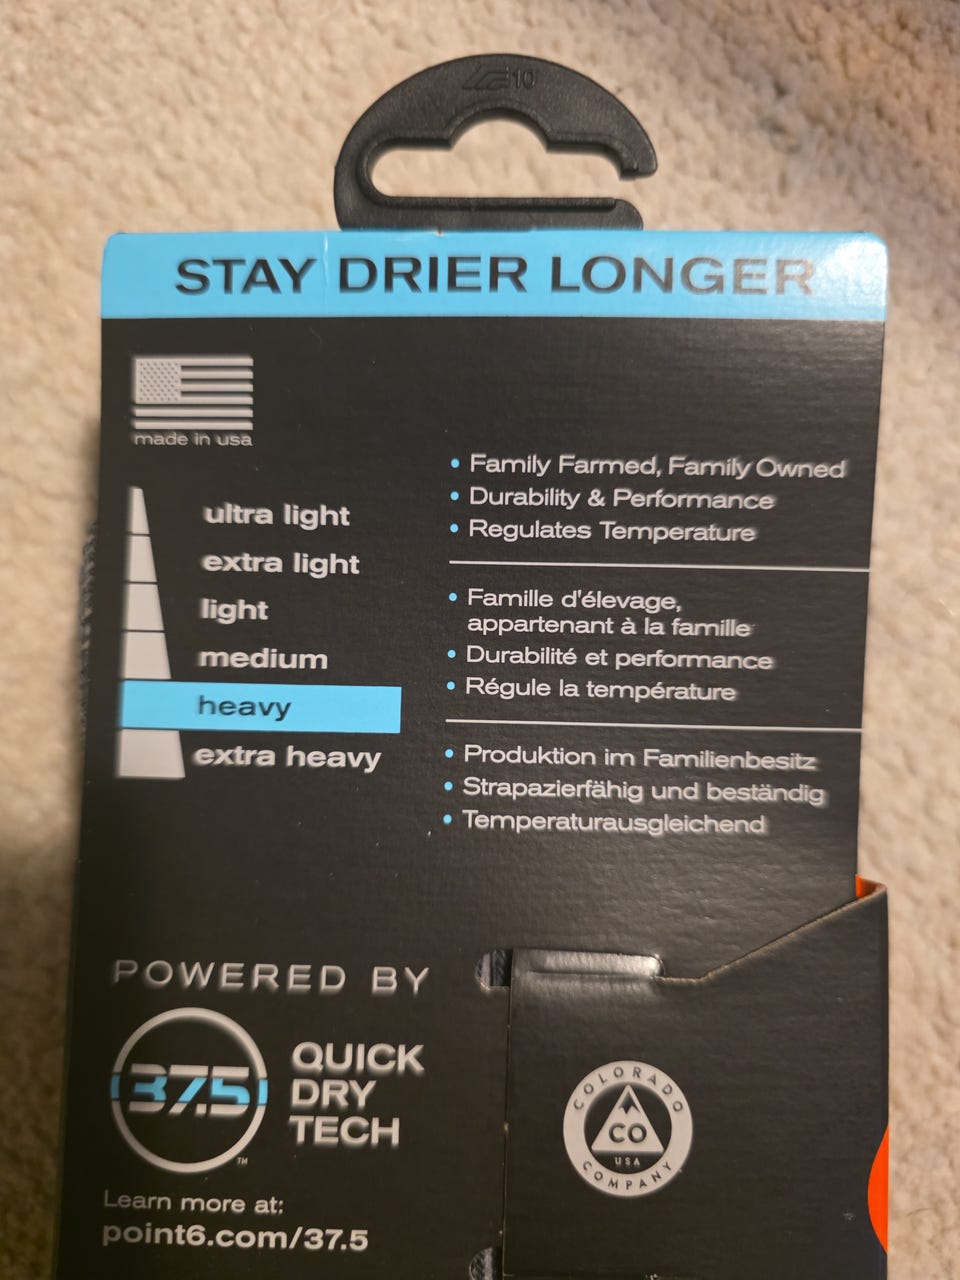 10
STAY DRIER LONGER
made in usa
ultra light
extra light
light
medium
heavy
extra heavy
• Family Farmed, Family Owned
• Durability & Performance
• Regulates Temperature
• Famille d'élevage,
appartenant à la famille
• Durabilité et performance
• Régule la température
• Produktion im Familienbesitz
• Strapazierfähig und beständig
• Temperaturausgleichend
POWERED BY
37.5
TM
QUICK
DRY
TECH
Learn more at:
point6.com/37.5
COLORADO
CO
USA
COMPANY